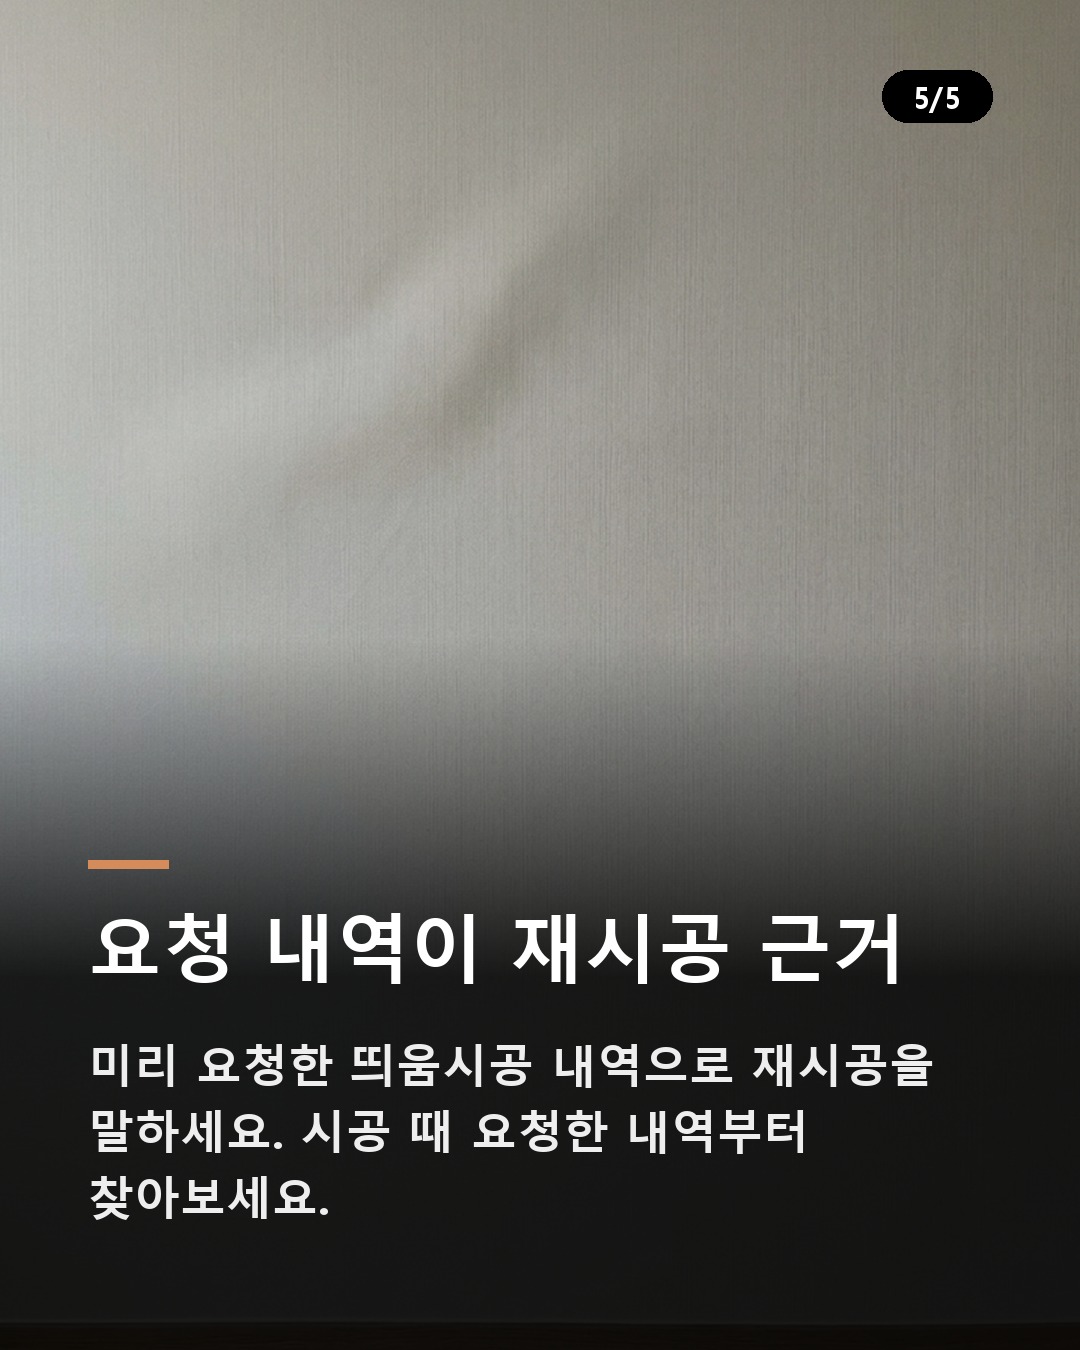 5/5
요청 내역이 재시공 근거
미리 요청한 띄움시공 내역으로 재시공을
말하세요. 시공 때 요청한 내역부터
찾아보세요.